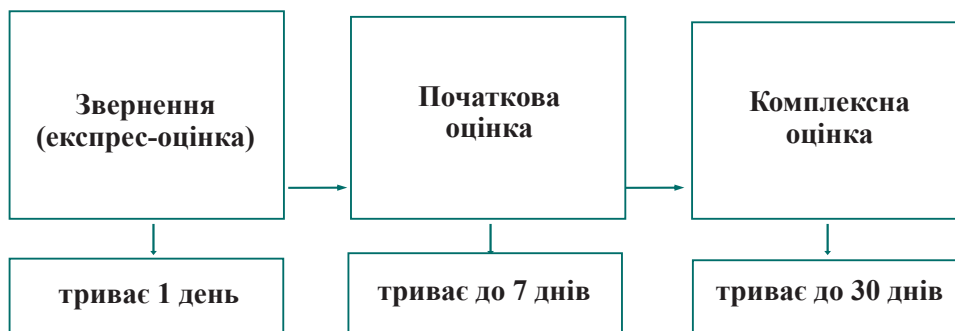 Звернення
(експрес-оцінка)
Початкова
оцінка
Комплексна
оцінка
триває 1 день
триває до 7 днів
триває до 30 днів